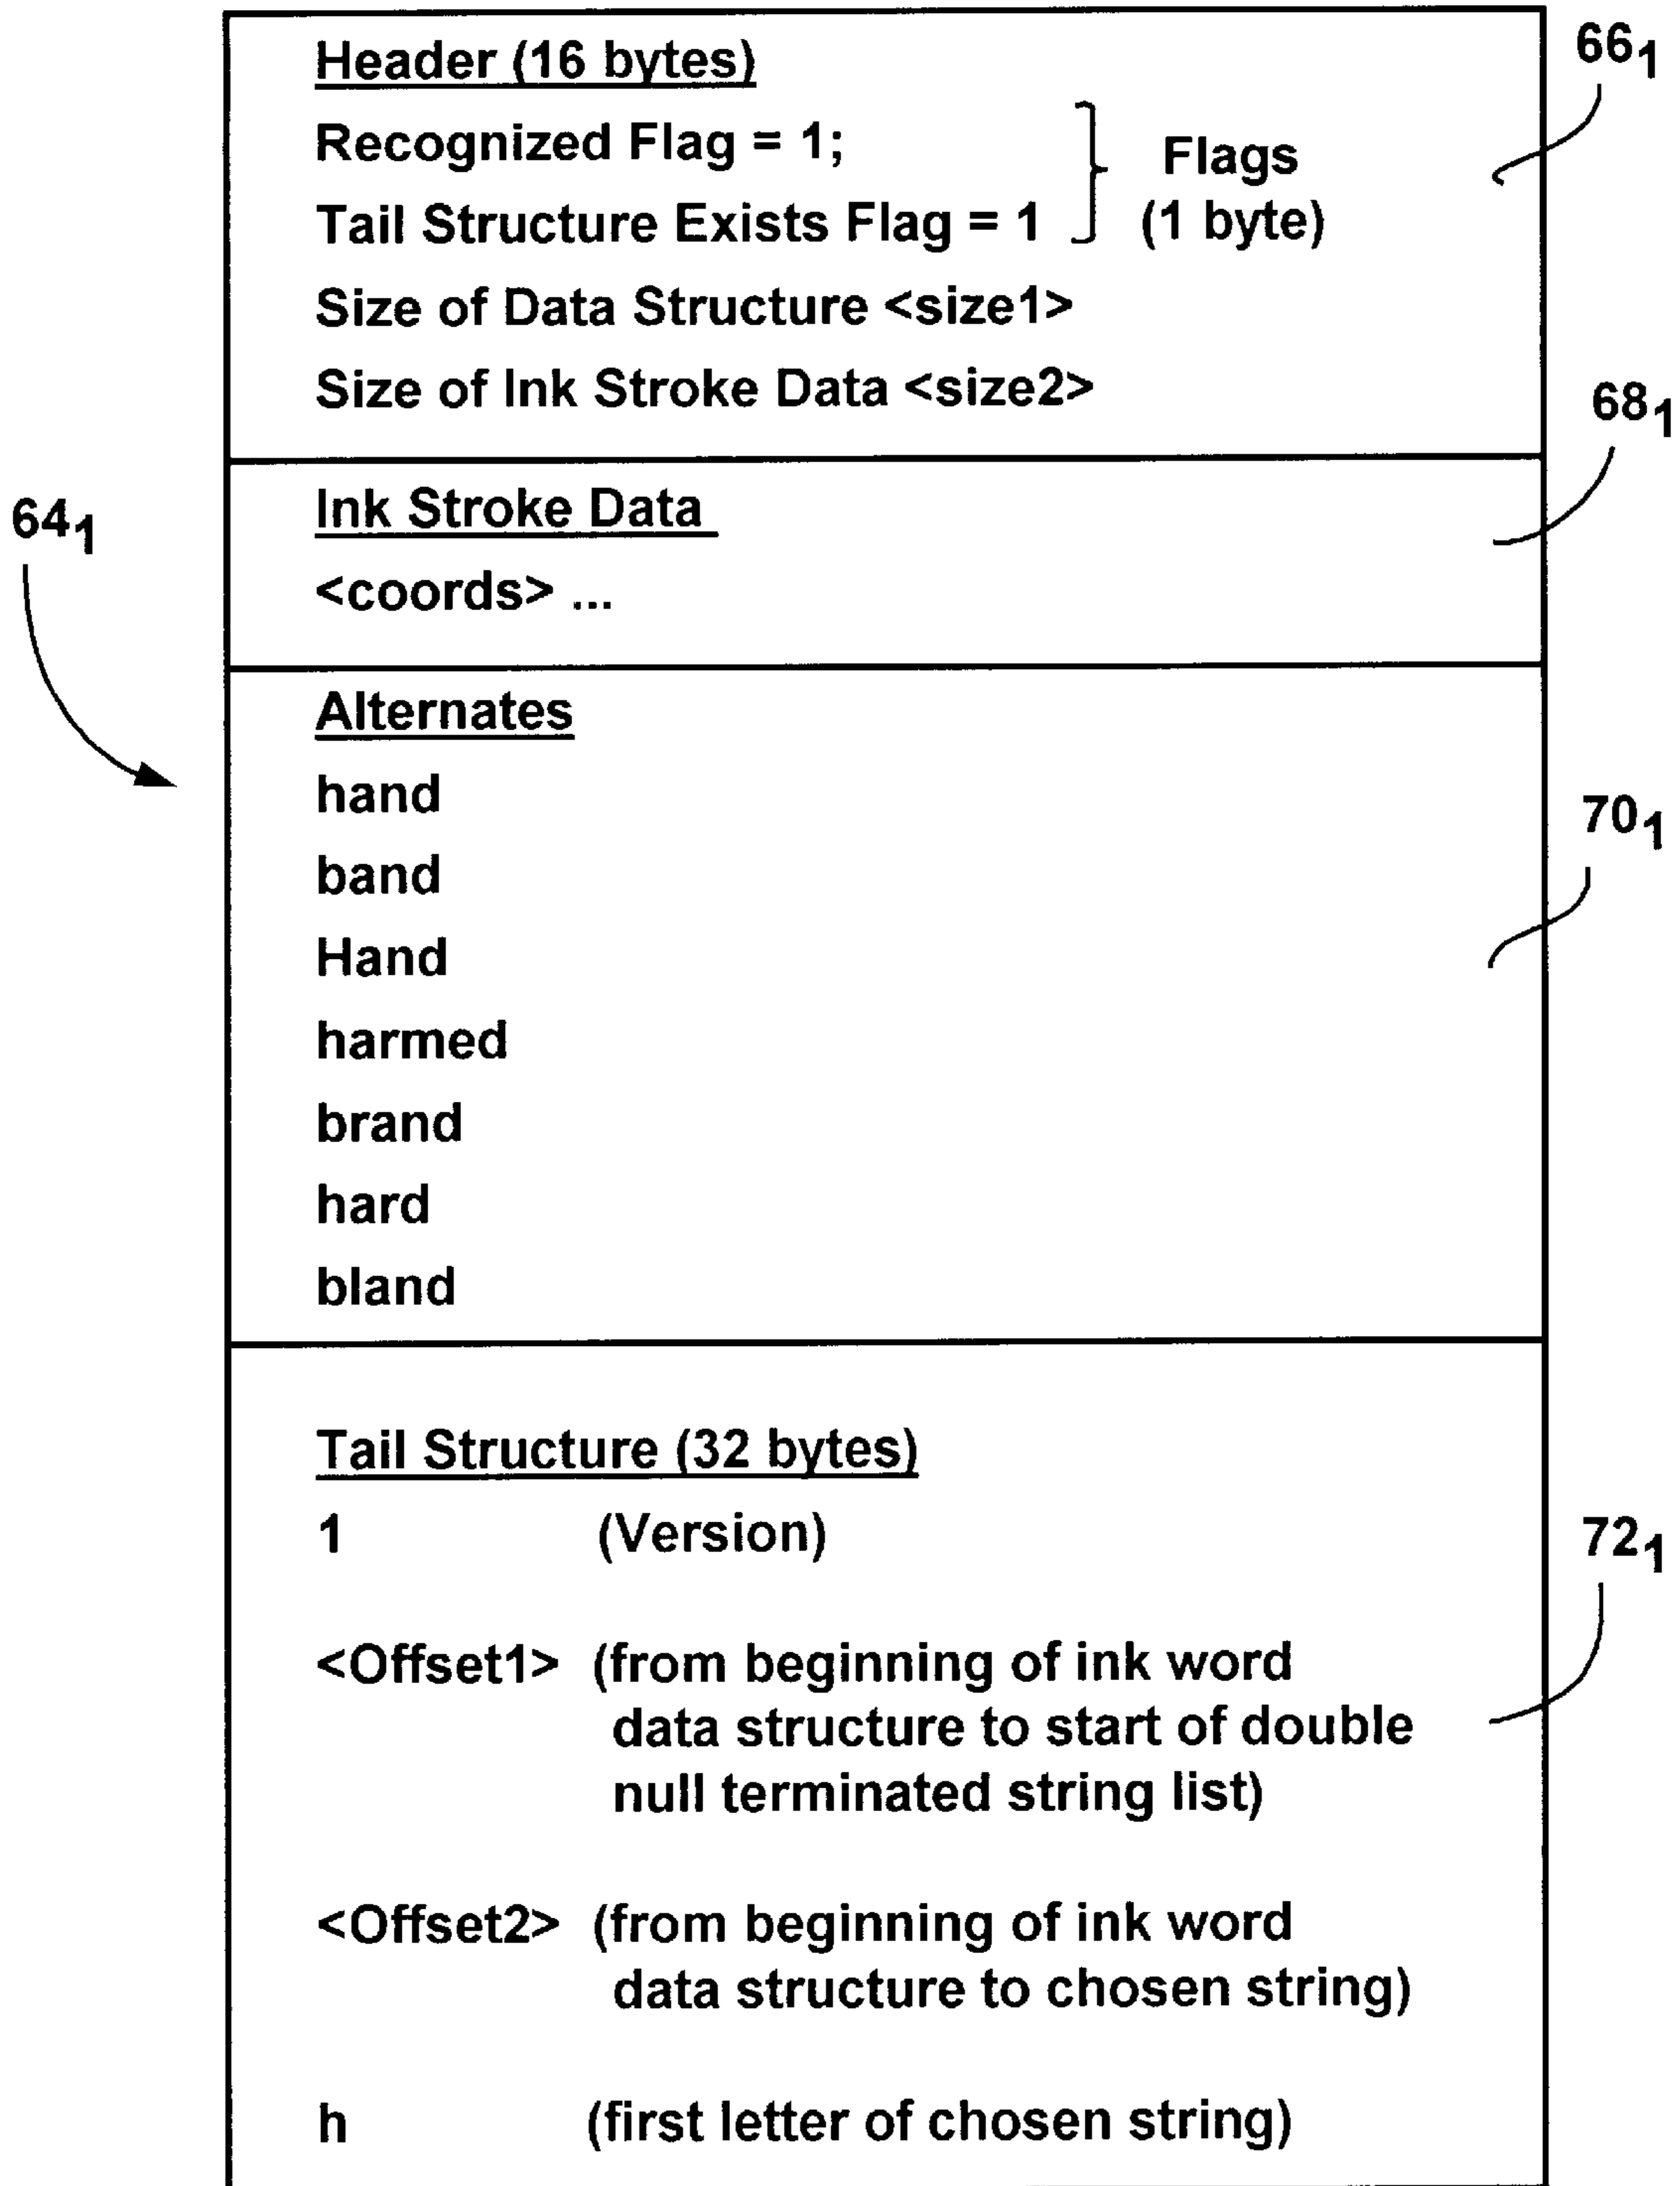 Header (16 bytes)
66₁
Recognized Flag = 1;
Flags
Tail Structure Exists Flag = 1
(1 byte)
Size of Data Structure <size1>
Size of Ink Stroke Data <size2>
68₁
Ink Stroke Data
64₁
<coords> ...
Alternates
hand
70₁
band
Hand
harmed
brand
hard
bland
Tail Structure (32 bytes)
1 (Version)
72₁
<Offset1> (from beginning of ink word
data structure to start of double
null terminated string list)
<Offset2> (from beginning of ink word
data structure to chosen string)
h (first letter of chosen string)